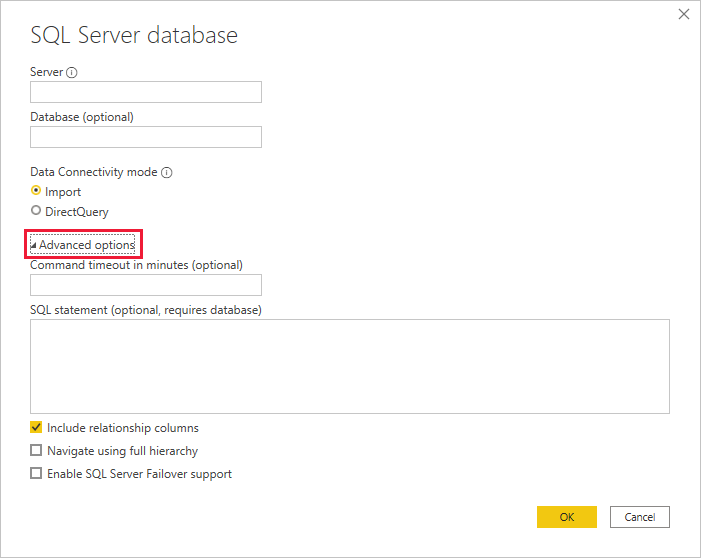 SQL Server database
Server
Database (optional)
Data Connectivity mode
Import
DirectQuery
Advanced options
Command timeout in minutes (optional)
SQL statement (optional, requires database)
Include relationship columns
Navigate using full hierarchy
Enable SQL Server Failover support
OK Cancel